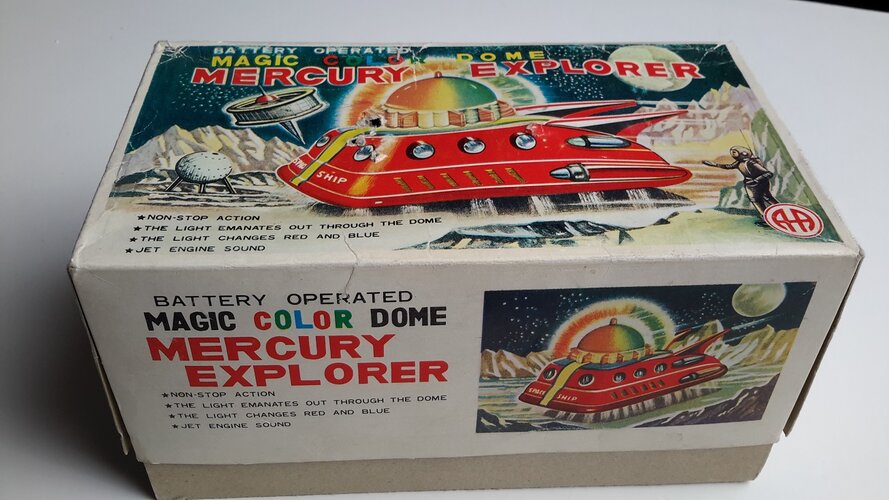 BATTERY OPERATED
MAGIC COLOR DOME
MERCURY EXPLORER
SHIP
★NON-STOP ACTION
★THE LIGHT EMANATES OUT THROUGH THE DOME
★THE LIGHT CHANGES RED AND BLUE
★JET ENGINE SOUND
BATTERY OPERATED
MAGIC COLOR DOME
MERCURY
EXPLORER
★NON-STOP ACTION
★THE LIGHT EMANATES OUT THROUGH THE DOME
★THE LIGHT CHANGES RED AND BLUE
★JET ENGINE SOUND
SPACE SHIP